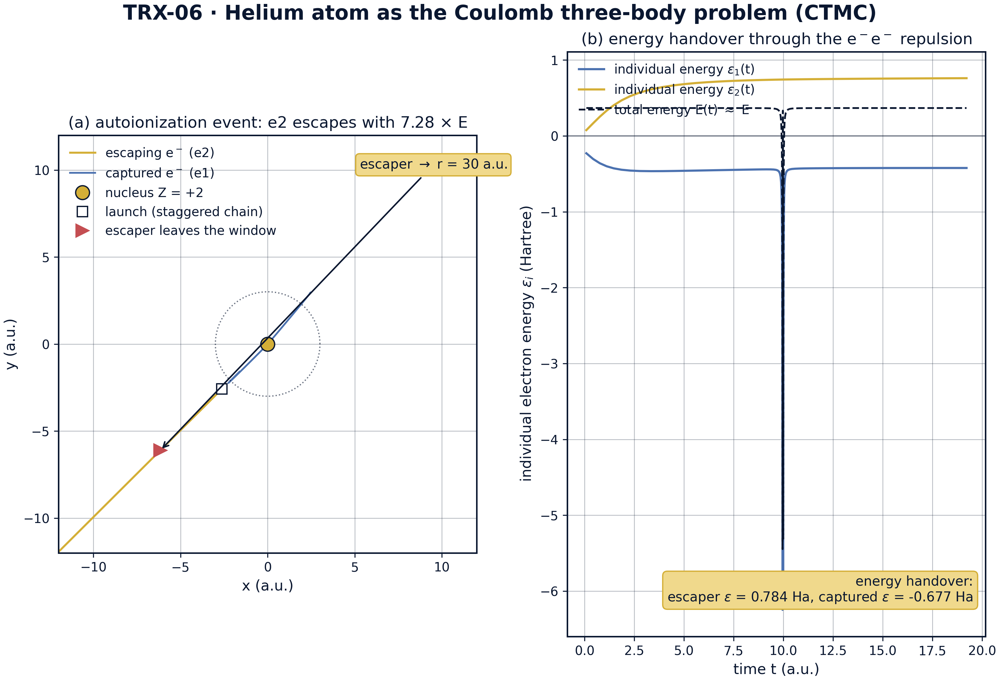 TRX-06 · Helium atom as the Coulomb three-body problem (CTMC)
(a) autoionization event: e2 escapes with 7.28 × E
escaping e⁻ (e2)
captured e⁻ (e1)
nucleus Z = +2
launch (staggered chain)
escaper leaves the window
escaper → r = 30 a.u.
10
5
0
−5
−10
y (a.u.)
−10
−5
0
5
10
x (a.u.)
(b) energy handover through the e⁻e⁻ repulsion
individual energy ε₁(t)
individual energy ε₂(t)
total energy E(t) ≈ E
1
0
−1
−2
−3
−4
−5
−6
individual electron energy εᵢ (Hartree)
energy handover:
escaper ε = 0.784 Ha, captured ε = -0.677 Ha
0.0
2.5
5.0
7.5
10.0
12.5
15.0
17.5
20.0
time t (a.u.)